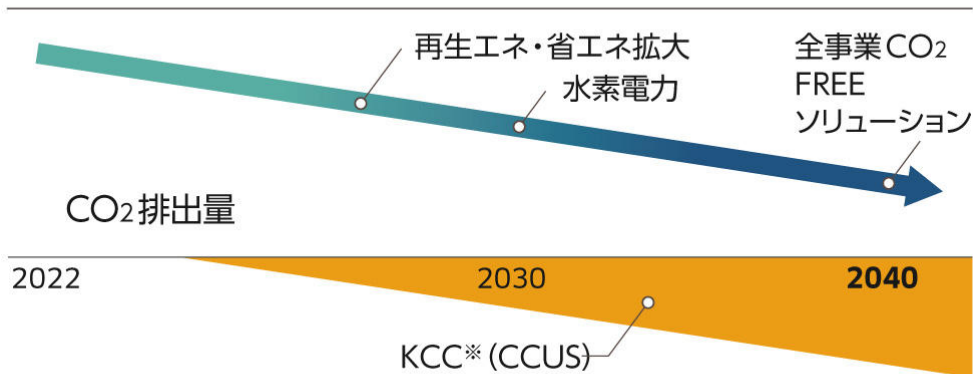 再生エネ・省エネ拡大
水素電力
全事業CO₂
FREE
ソリューション
CO₂排出量
2022
2030
2040
KCC※(CCUS)